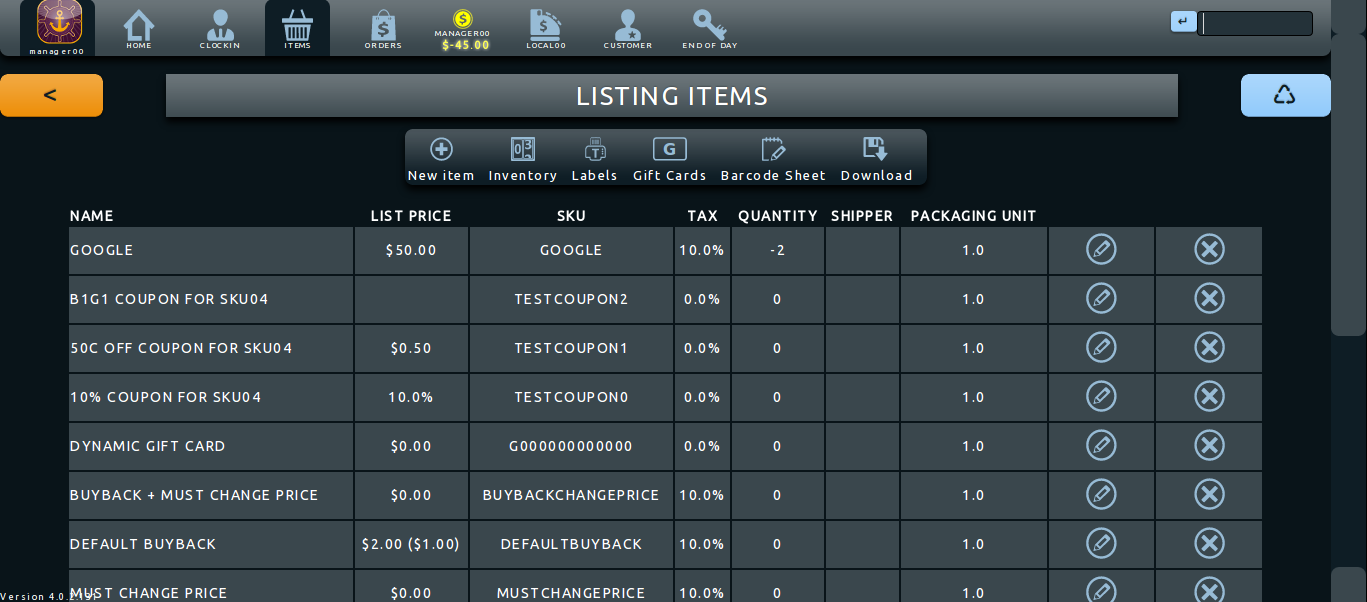 manager00 HOME CLOCKIN ITEMS ORDERS MANAGER00 LOCAL00 CUSTOMER END OF DAY
$-45.00
<
LISTING ITEMS
New item Inventory Labels Gift Cards Barcode Sheet Download
NAME LIST PRICE SKU TAX QUANTITY SHIPPER PACKAGING UNIT
GOOGLE $50.00 GOOGLE 10.0% -2 1.0
B1G1 COUPON FOR SKU04 TESTCOUPON2 0.0% 0 1.0
50C OFF COUPON FOR SKU04 $0.50 TESTCOUPON1 0.0% 0 1.0
10% COUPON FOR SKU04 10.0% TESTCOUPON0 0.0% 0 1.0
DYNAMIC GIFT CARD $0.00 G000000000000 0.0% 0 1.0
BUYBACK + MUST CHANGE PRICE $0.00 BUYBACKCHANGEPRICE 10.0% 0 1.0
DEFAULT BUYBACK $2.00 ($1.00) DEFAULTBUYBACK 10.0% 0 1.0
MUST CHANGE PRICE $0.00 MUSTCHANGEPRICE 10.0% 0 1.0
Version